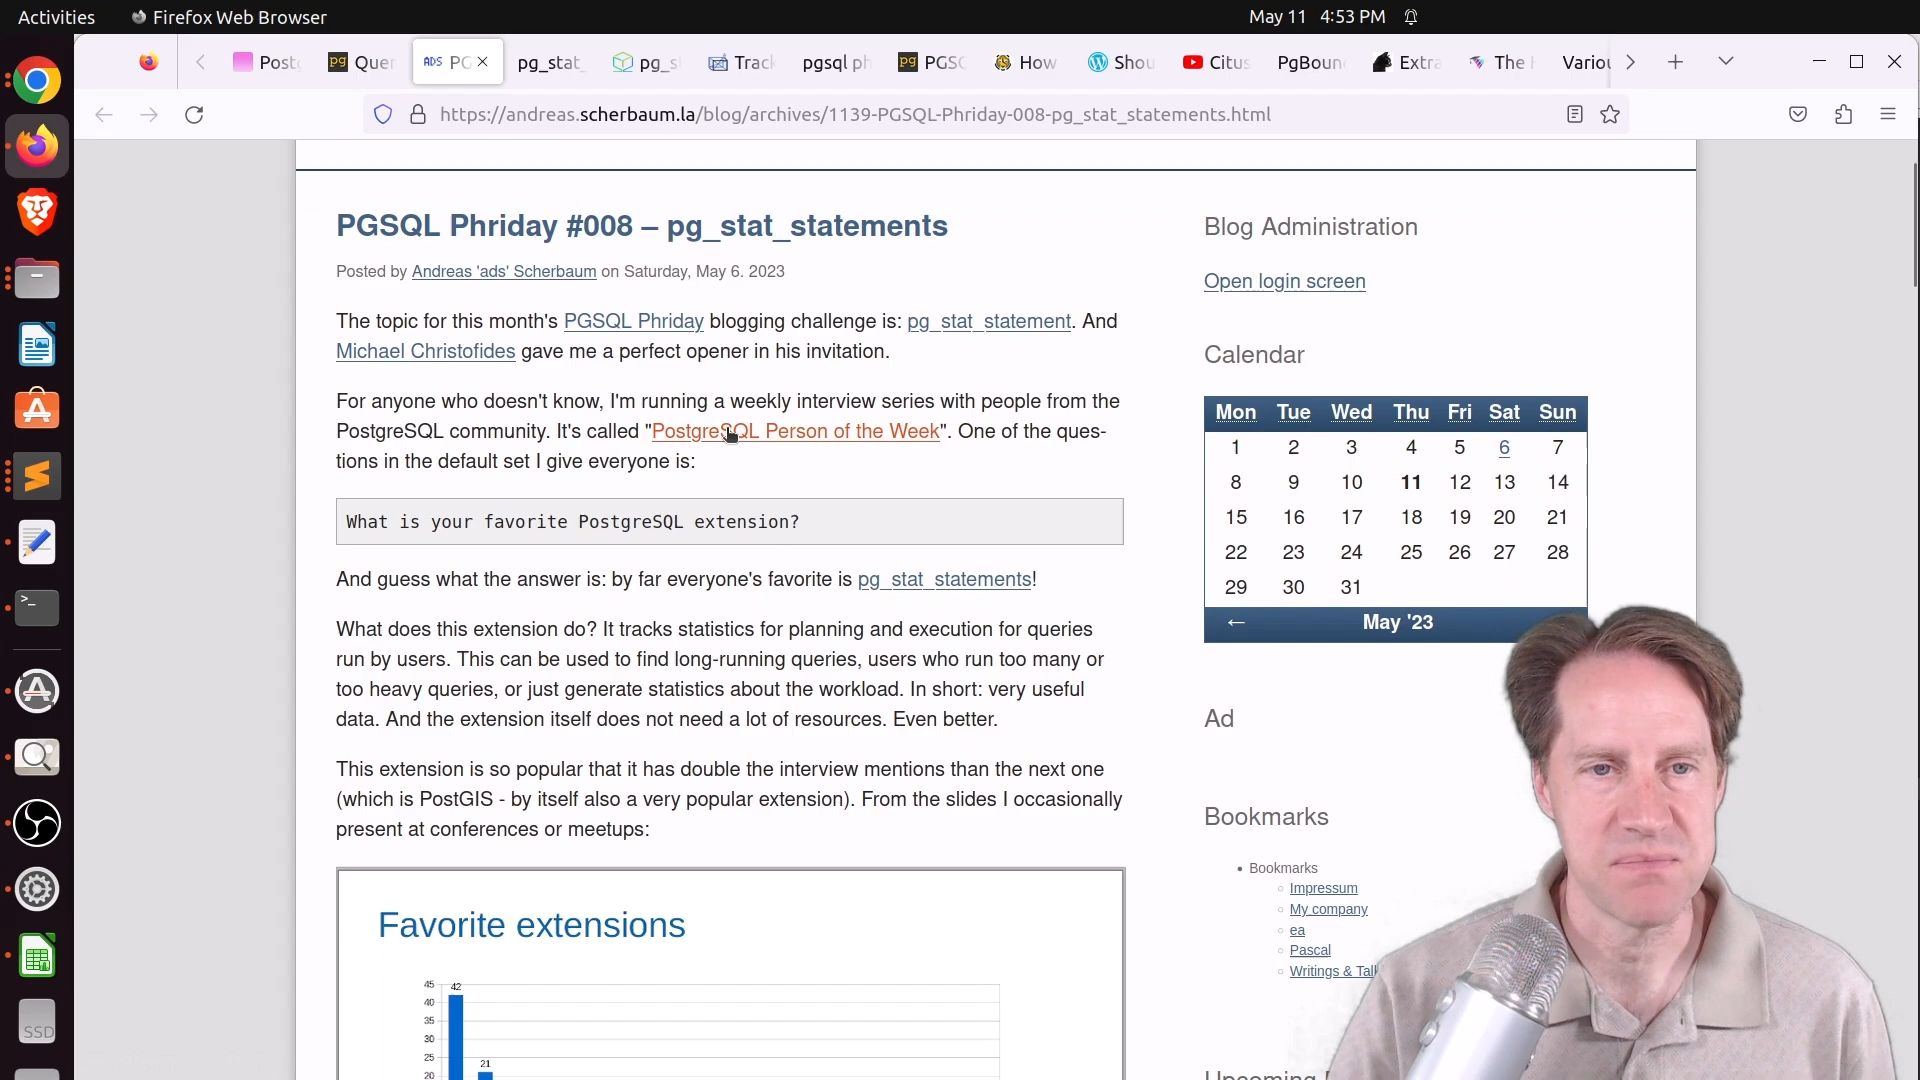 Activities
Firefox Web Browser
May 11 4:53 PM
Post
Quer
ADS PG
pg_stat_
pg_s
Track
pgsql ph
PGSQ
How
Shou
Citus
PgBoun
Extra
The
Variou
https://andreas.scherbaum.la/blog/archives/1139-PGSQL-Phriday-008-pg_stat_statements.html
PGSQL Phriday #008 – pg_stat_statements
Posted by Andreas 'ads' Scherbaum on Saturday, May 6. 2023
The topic for this month's PGSQL Phriday blogging challenge is: pg_stat_statement. And
Michael Christofides gave me a perfect opener in his invitation.
For anyone who doesn't know, I'm running a weekly interview series with people from the
PostgreSQL community. It's called "PostgreSQL Person of the Week". One of the ques-
tions in the default set I give everyone is:
What is your favorite PostgreSQL extension?
And guess what the answer is: by far everyone's favorite is pg_stat_statements!
What does this extension do? It tracks statistics for planning and execution for queries
run by users. This can be used to find long-running queries, users who run too many or
too heavy queries, or just generate statistics about the workload. In short: very useful
data. And the extension itself does not need a lot of resources. Even better.
This extension is so popular that it has double the interview mentions than the next one
(which is PostGIS - by itself also a very popular extension). From the slides I occasionally
present at conferences or meetups:
Favorite extensions
45
42
40
35
30
25
21
20
Blog Administration
Open login screen
Calendar
Mon Tue Wed Thu Fri Sat Sun
1 2 3 4 5 6 7
8 9 10 11 12 13 14
15 16 17 18 19 20 21
22 23 24 25 26 27 28
29 30 31
← May '23
Ad
Bookmarks
Bookmarks
Impressum
My company
ea
Pascal
Writings & Talk
Upcoming
SSD